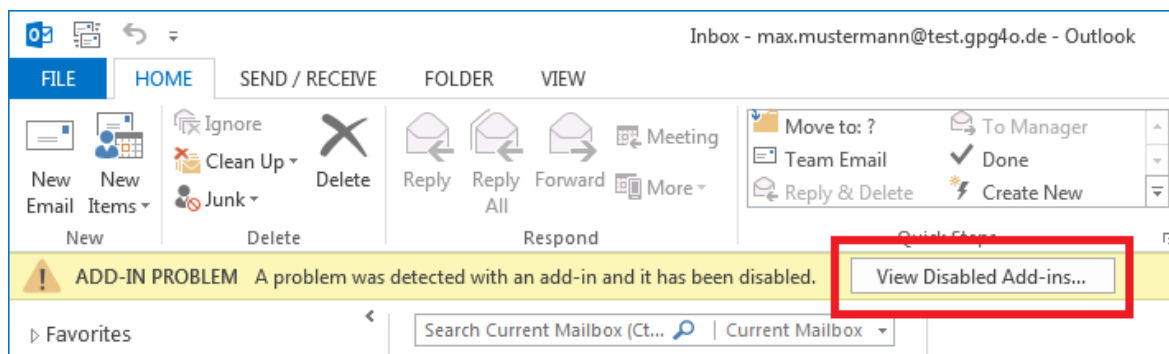 Inbox - max.mustermann@test.gpg4o.de - Outlook
FILE HOME SEND / RECEIVE FOLDER VIEW
New Email
New Items
Ignore
Clean Up
Junk
Delete
Reply
Reply All
Forward
Meeting
More
Move to: ?
Team Email
Reply & Delete
To Manager
Done
Create New
New Delete Respond Quick Steps
ADD-IN PROBLEM A problem was detected with an add-in and it has been disabled. View Disabled Add-ins...
Favorites
Search Current Mailbox (Ct... Current Mailbox